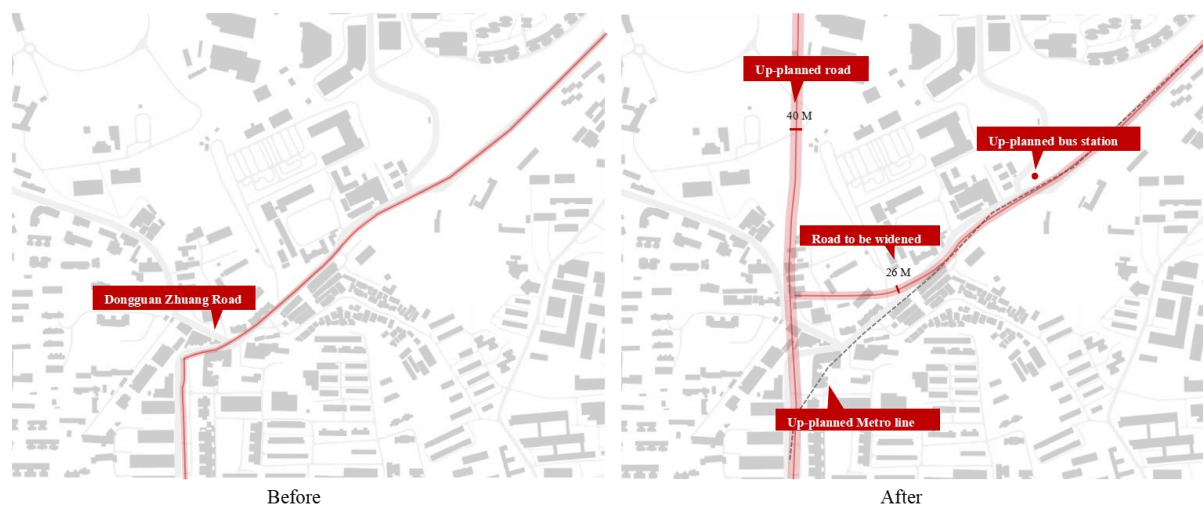 Dongguan Zhuang Road
Before
Up-planned road
40 M
Up-planned bus station
Road to be widened
26 M
Up-planned Metro line
After